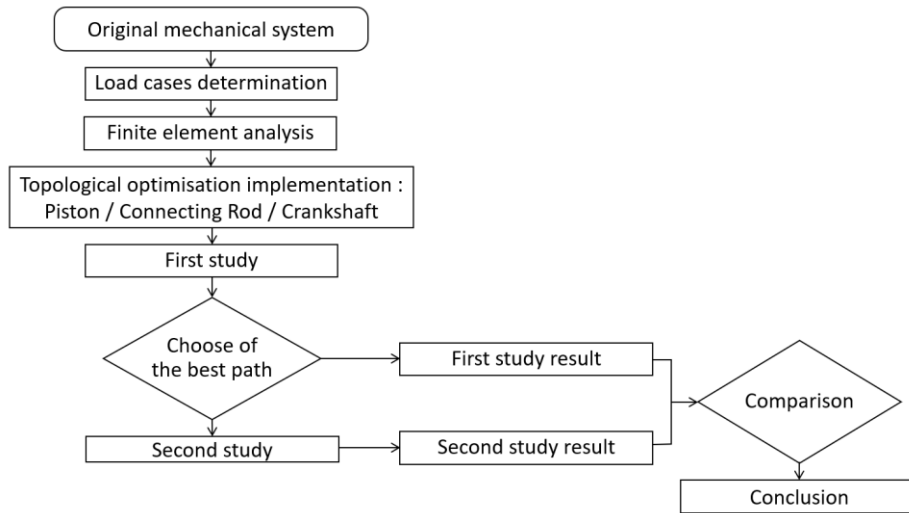 Original mechanical system
Load cases determination
Finite element analysis
Topological optimisation implementation :
Piston / Connecting Rod / Crankshaft
First study
Choose of
the best path
First study result
Comparison
Second study
Second study result
Conclusion